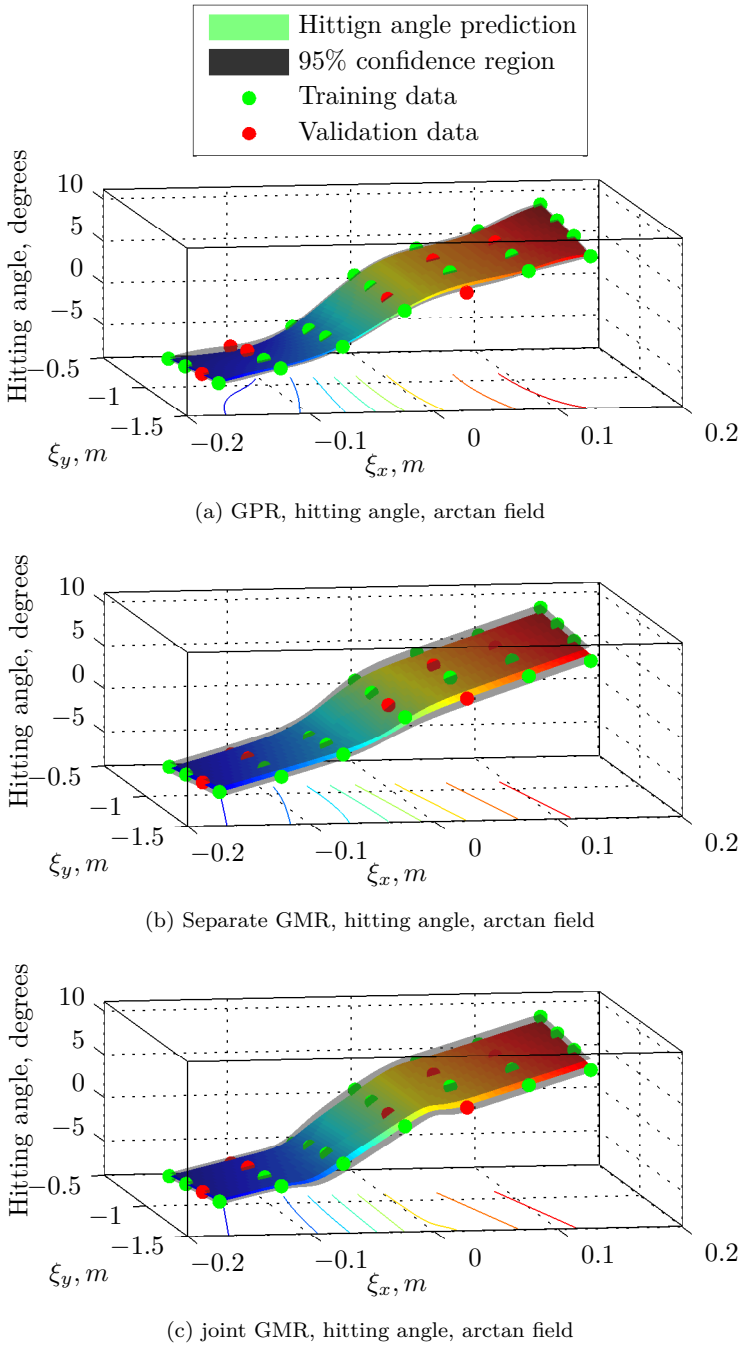 Hittign angle prediction
95% confidence region
Training data
Validation data
Hitting angle, degrees
10
5
0
−5
−0.5
−1
−1.5
ξy, m
−0.2
−0.1
0
0.1
0.2
ξx, m
(a) GPR, hitting angle, arctan field
Hitting angle, degrees
10
5
0
−5
−0.5
−1
−1.5
ξy, m
−0.2
−0.1
0
0.1
0.2
ξx, m
(b) Separate GMR, hitting angle, arctan field
Hitting angle, degrees
10
5
0
−5
−0.5
−1
−1.5
ξy, m
−0.2
−0.1
0
0.1
0.2
ξx, m
(c) joint GMR, hitting angle, arctan field